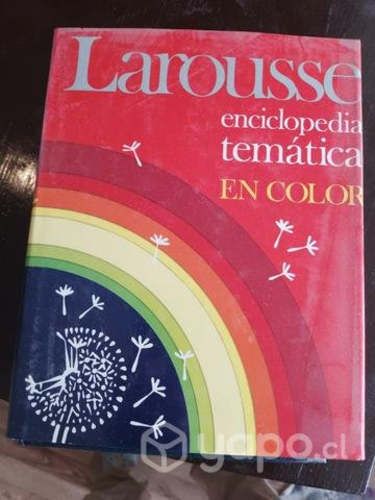 Larousse
enciclopedia
temática
EN COLOR
yapo.cl